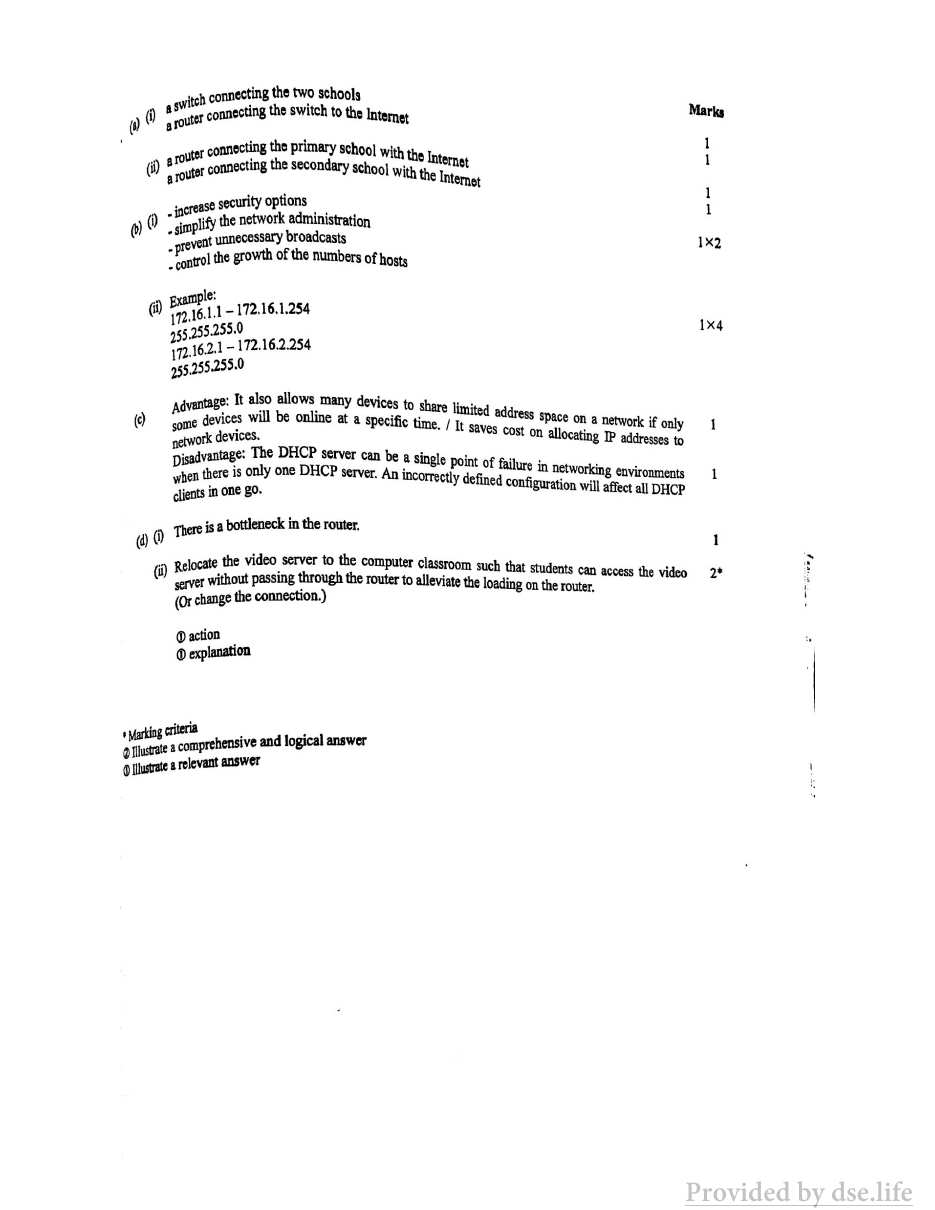 Marks
(a) (i) a switch connecting the two schools 1
a router connecting the switch to the Internet 1
(ii) a router connecting the primary school with the Internet 1
a router connecting the secondary school with the Internet 1
(b) (i) - increase security options 1×2
- simplify the network administration
- prevent unnecessary broadcasts
- control the growth of the numbers of hosts
(ii) Example: 1×4
172.16.1.1 – 172.16.1.254
255.255.255.0
172.16.2.1 – 172.16.2.254
255.255.255.0
(c) Advantage: It also allows many devices to share limited address space on a network if only 1
some devices will be online at a specific time. / It saves cost on allocating IP addresses to
network devices.
Disadvantage: The DHCP server can be a single point of failure in networking environments 1
when there is only one DHCP server. An incorrectly defined configuration will affect all DHCP
clients in one go.
(d) (i) There is a bottleneck in the router. 1
(ii) Relocate the video server to the computer classroom such that students can access the video 2*
server without passing through the router to alleviate the loading on the router.
(Or change the connection.)
① action
① explanation
* Marking criteria
② Illustrate a comprehensive and logical answer
① Illustrate a relevant answer
Provided by dse.life